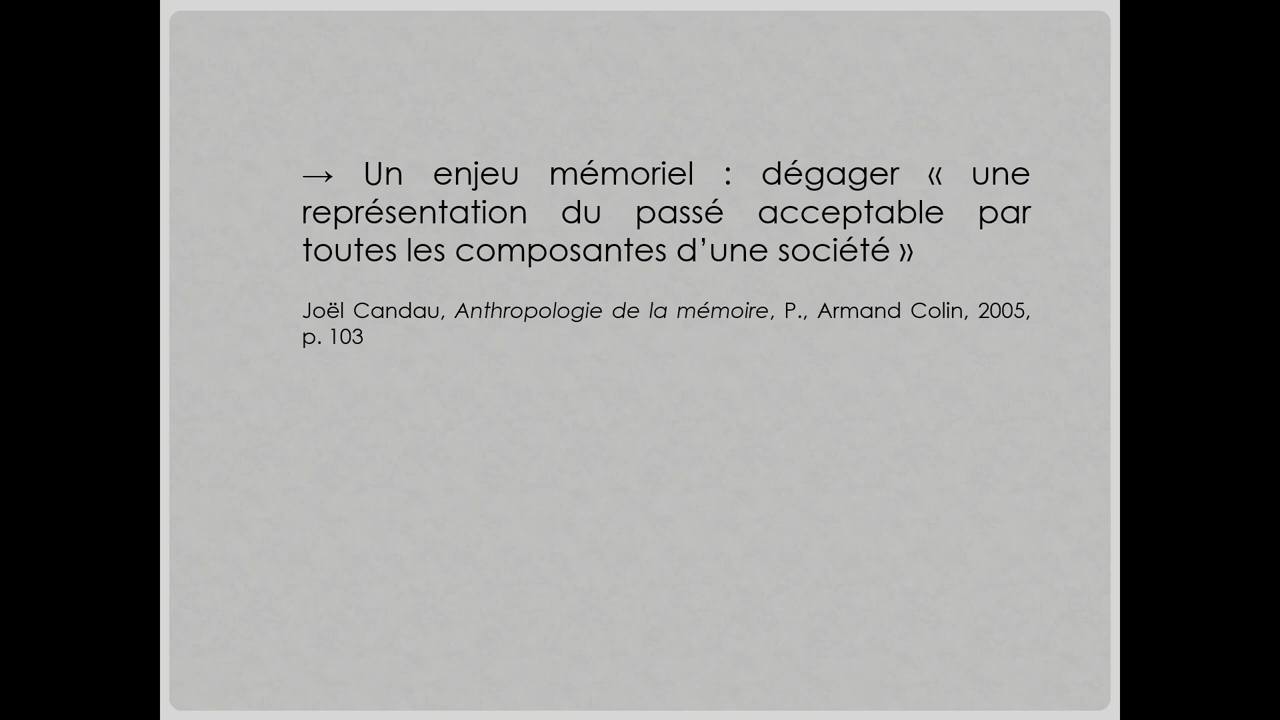 → Un enjeu mémoriel : dégager « une
représentation du passé acceptable par
toutes les composantes d’une société »
Joël Candau, Anthropologie de la mémoire, P., Armand Colin, 2005,
p. 103